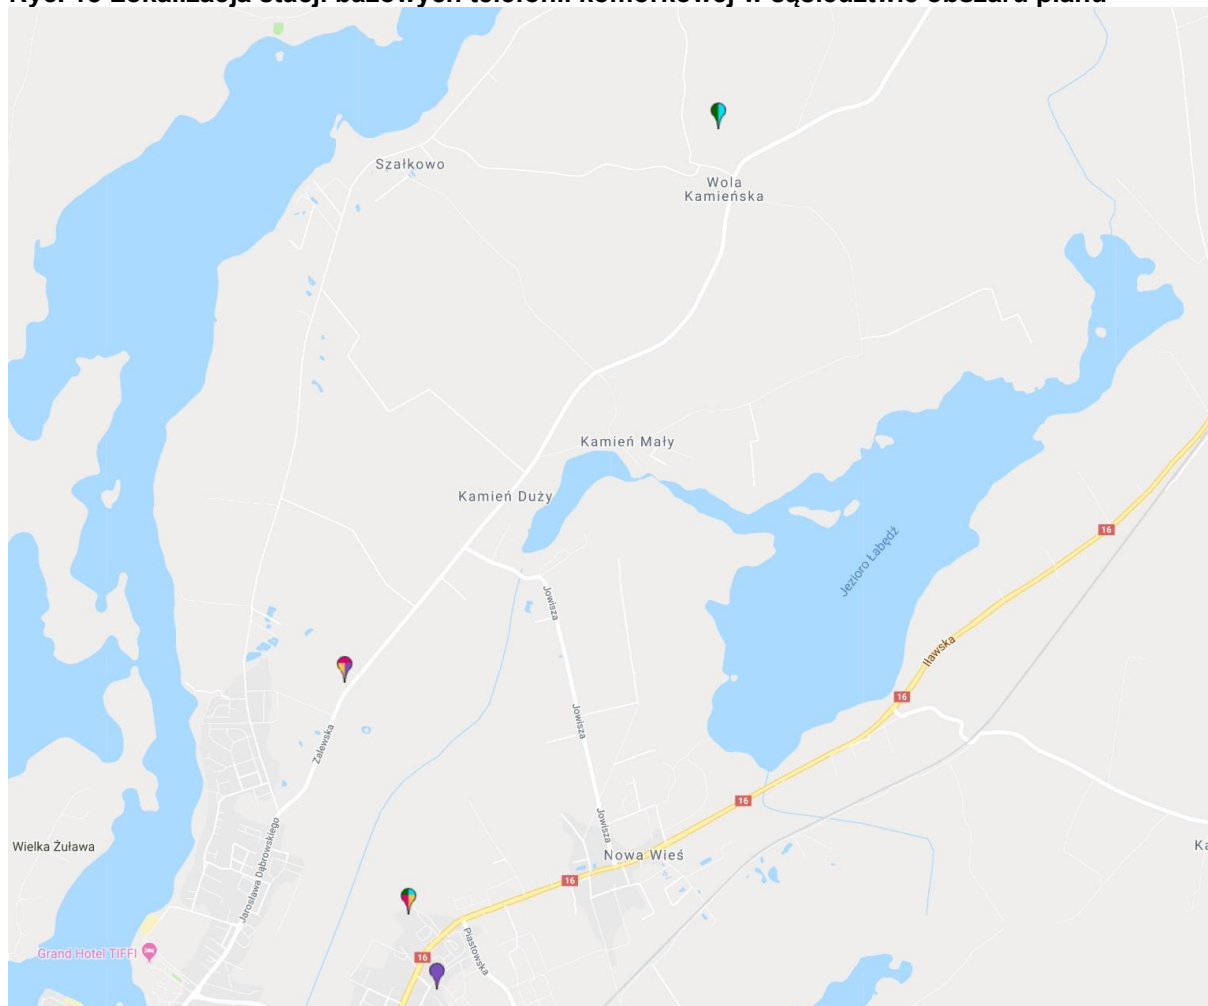 Szałkowo
Wola
Kamieńska
Kamień Mały
Kamień Duży
16
Jezioro Łabędź
Jowisza
Iławska
16
Jowisza
Zalewska
16
Jowisza
Jarosława Dąbrowskiego
Wielka Żuława
Nowa Wieś
16
Piastowska
Grand Hotel TIFFI
16